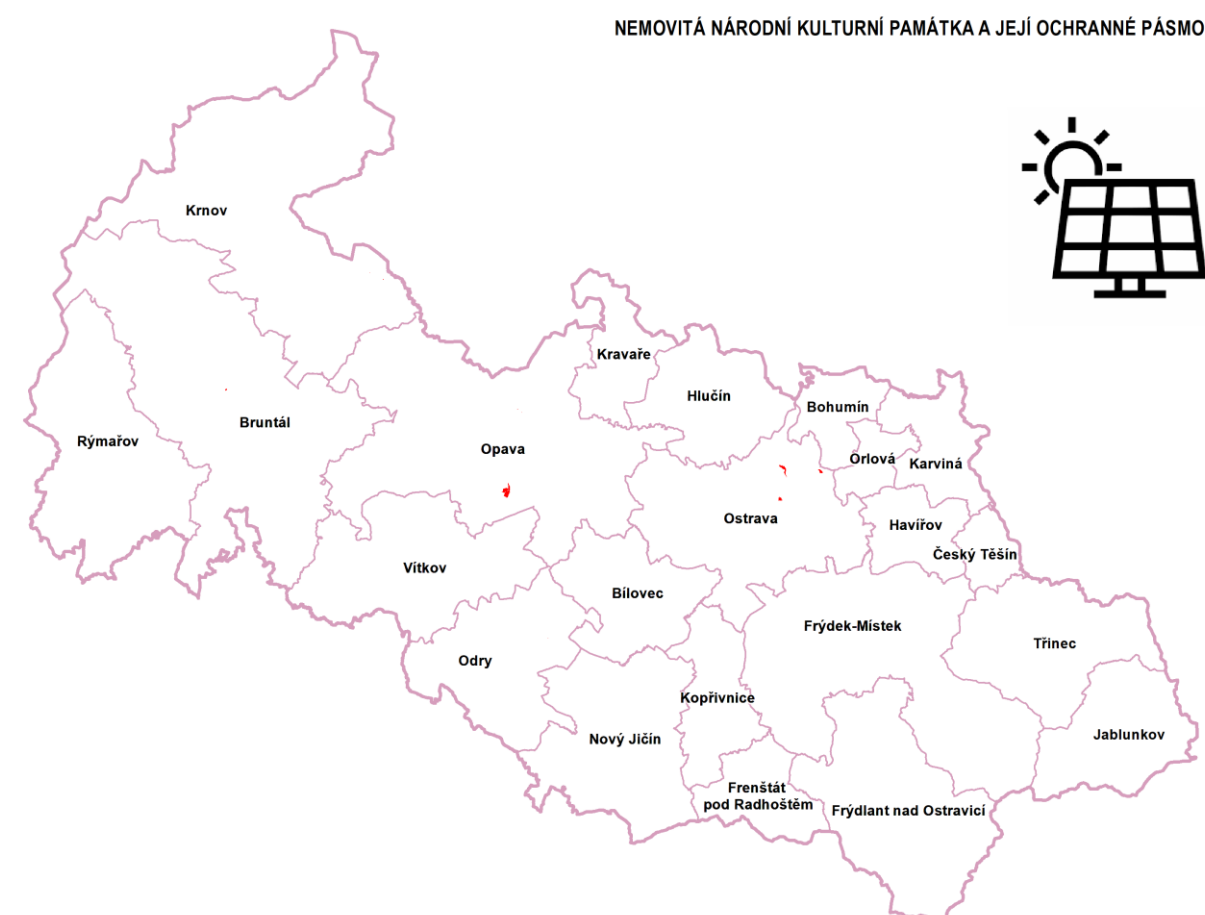 NEMOVITÁ NÁRODNÍ KULTURNÍ PAMÁTKA A JEJÍ OCHRANNÉ PÁSMO
Krnov
Kravaře
Hlučín
Bohumín
Bruntál
Rýmařov
Opava
Orlová
Karviná
Ostrava
Havířov
Český Těšín
Vítkov
Bílovec
Frýdek-Místek
Třinec
Odry
Kopřivnice
Nový Jičín
Jablunkov
Frenštát
pod Radhoštěm
Frýdlant nad Ostravicí